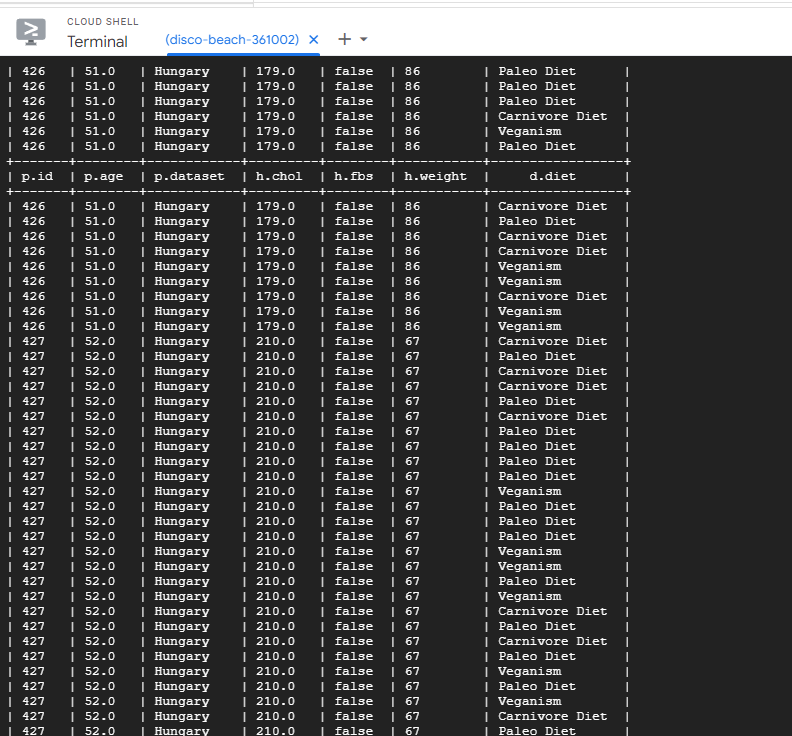 CLOUD SHELL
Terminal (disco-beach-361002) × + ▾
| 426 | 51.0 | Hungary | 179.0 | false | 86 | Paleo Diet |
| 426 | 51.0 | Hungary | 179.0 | false | 86 | Paleo Diet |
| 426 | 51.0 | Hungary | 179.0 | false | 86 | Paleo Diet |
| 426 | 51.0 | Hungary | 179.0 | false | 86 | Carnivore Diet |
| 426 | 51.0 | Hungary | 179.0 | false | 86 | Veganism |
| 426 | 51.0 | Hungary | 179.0 | false | 86 | Paleo Diet |
+-------+-------+------------+---------+--------+-----------+-----------------+
| p.id | p.age | p.dataset | h.chol | h.fbs | h.weight | d.diet |
+-------+-------+------------+---------+--------+-----------+-----------------+
| 426 | 51.0 | Hungary | 179.0 | false | 86 | Carnivore Diet |
| 426 | 51.0 | Hungary | 179.0 | false | 86 | Paleo Diet |
| 426 | 51.0 | Hungary | 179.0 | false | 86 | Carnivore Diet |
| 426 | 51.0 | Hungary | 179.0 | false | 86 | Carnivore Diet |
| 426 | 51.0 | Hungary | 179.0 | false | 86 | Veganism |
| 426 | 51.0 | Hungary | 179.0 | false | 86 | Veganism |
| 426 | 51.0 | Hungary | 179.0 | false | 86 | Carnivore Diet |
| 426 | 51.0 | Hungary | 179.0 | false | 86 | Veganism |
| 426 | 51.0 | Hungary | 179.0 | false | 86 | Veganism |
| 427 | 52.0 | Hungary | 210.0 | false | 67 | Carnivore Diet |
| 427 | 52.0 | Hungary | 210.0 | false | 67 | Paleo Diet |
| 427 | 52.0 | Hungary | 210.0 | false | 67 | Carnivore Diet |
| 427 | 52.0 | Hungary | 210.0 | false | 67 | Carnivore Diet |
| 427 | 52.0 | Hungary | 210.0 | false | 67 | Paleo Diet |
| 427 | 52.0 | Hungary | 210.0 | false | 67 | Carnivore Diet |
| 427 | 52.0 | Hungary | 210.0 | false | 67 | Paleo Diet |
| 427 | 52.0 | Hungary | 210.0 | false | 67 | Paleo Diet |
| 427 | 52.0 | Hungary | 210.0 | false | 67 | Paleo Diet |
| 427 | 52.0 | Hungary | 210.0 | false | 67 | Paleo Diet |
| 427 | 52.0 | Hungary | 210.0 | false | 67 | Veganism |
| 427 | 52.0 | Hungary | 210.0 | false | 67 | Paleo Diet |
| 427 | 52.0 | Hungary | 210.0 | false | 67 | Paleo Diet |
| 427 | 52.0 | Hungary | 210.0 | false | 67 | Paleo Diet |
| 427 | 52.0 | Hungary | 210.0 | false | 67 | Veganism |
| 427 | 52.0 | Hungary | 210.0 | false | 67 | Veganism |
| 427 | 52.0 | Hungary | 210.0 | false | 67 | Paleo Diet |
| 427 | 52.0 | Hungary | 210.0 | false | 67 | Veganism |
| 427 | 52.0 | Hungary | 210.0 | false | 67 | Carnivore Diet |
| 427 | 52.0 | Hungary | 210.0 | false | 67 | Paleo Diet |
| 427 | 52.0 | Hungary | 210.0 | false | 67 | Carnivore Diet |
| 427 | 52.0 | Hungary | 210.0 | false | 67 | Paleo Diet |
| 427 | 52.0 | Hungary | 210.0 | false | 67 | Veganism |
| 427 | 52.0 | Hungary | 210.0 | false | 67 | Paleo Diet |
| 427 | 52.0 | Hungary | 210.0 | false | 67 | Veganism |
| 427 | 52.0 | Hungary | 210.0 | false | 67 | Carnivore Diet |
| 427 | 52.0 | Hungary | 210.0 | false | 67 | Paleo Diet |